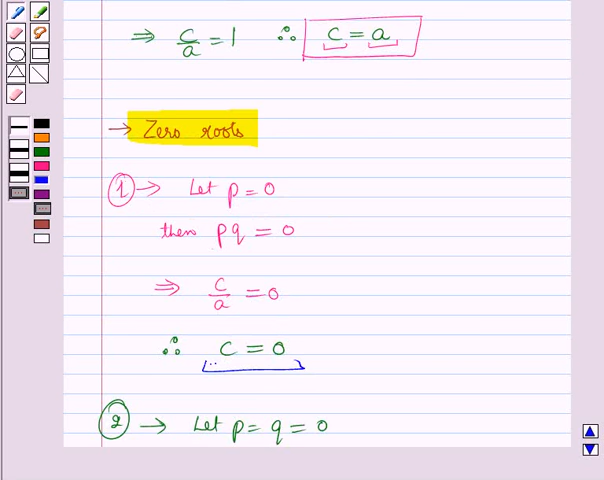 ⇒ c/a = 1 ∴ c = a
→ Zero roots
① → Let p = 0
then pq = 0
⇒ c/a = 0
∴ c = 0
② → Let p = q = 0